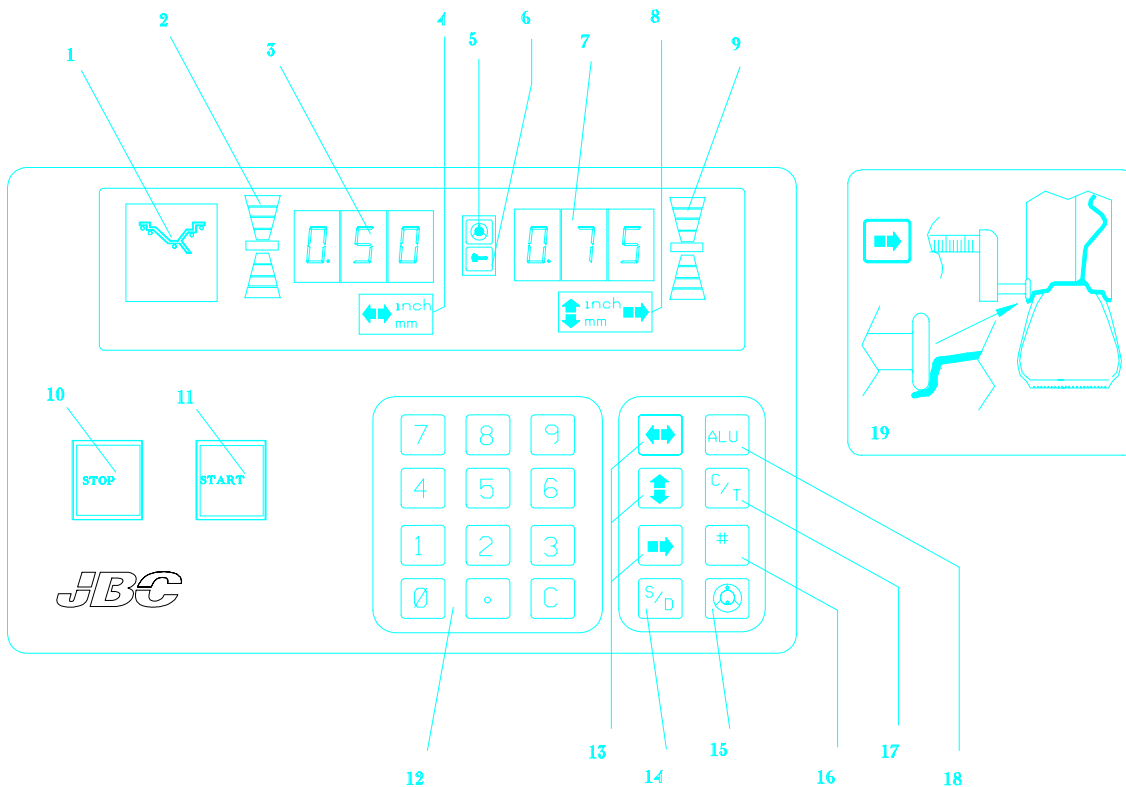 1 2 3 4 5 6 7 8 9
0.50 0.75
inch
mm
inch
mm
10 11
STOP START
7 8 9
4 5 6
1 2 3
0 . C
ALU
C/T
#
S/D
JBC
19
12 13 14 15 16 17 18